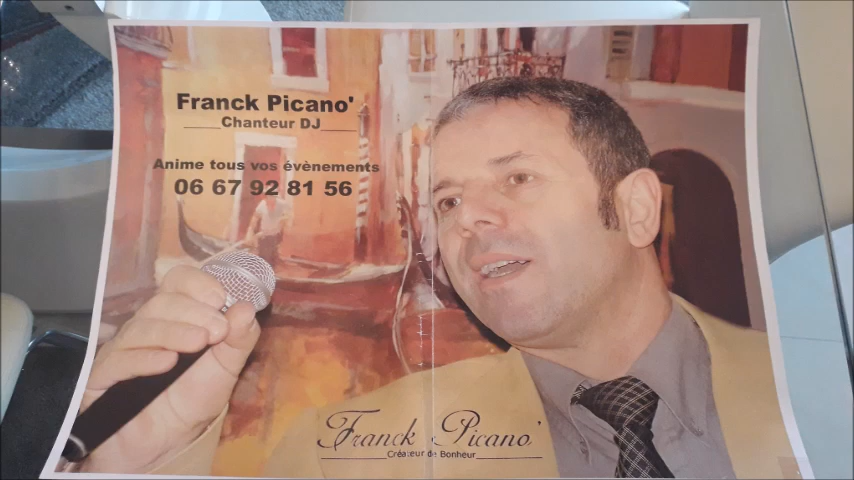 Franck Picano'
Chanteur DJ
Anime tous vos évènements
06 67 92 81 56
Franck Picano'
Créateur de Bonheur